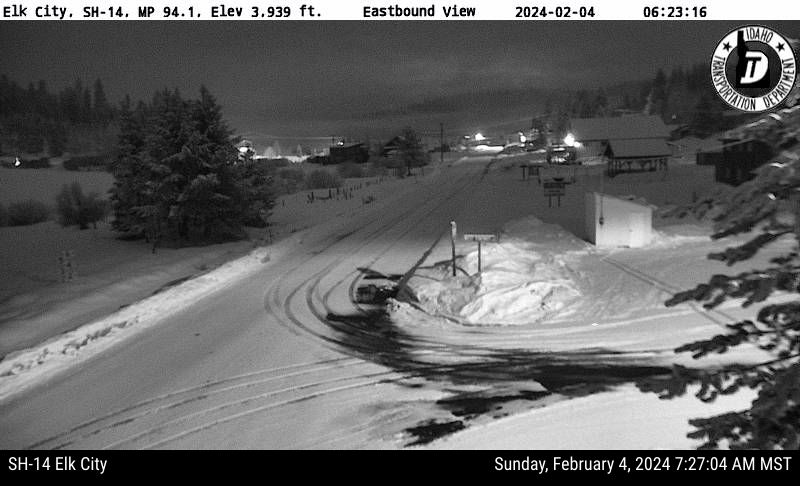 Elk City, SH-14, MP 94.1, Elev 3,939 ft. Eastbound View 2024-02-04 06:23:16
IDAHO
TRANSPORTATION DEPARTMENT
SH-14 Elk City Sunday, February 4, 2024 7:27:04 AM MST